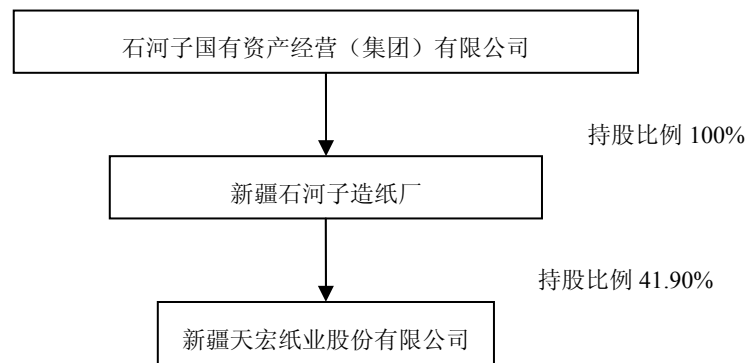 石河子国有资产经营（集团）有限公司
持股比例 100%
新疆石河子造纸厂
持股比例 41.90%
新疆天宏纸业股份有限公司